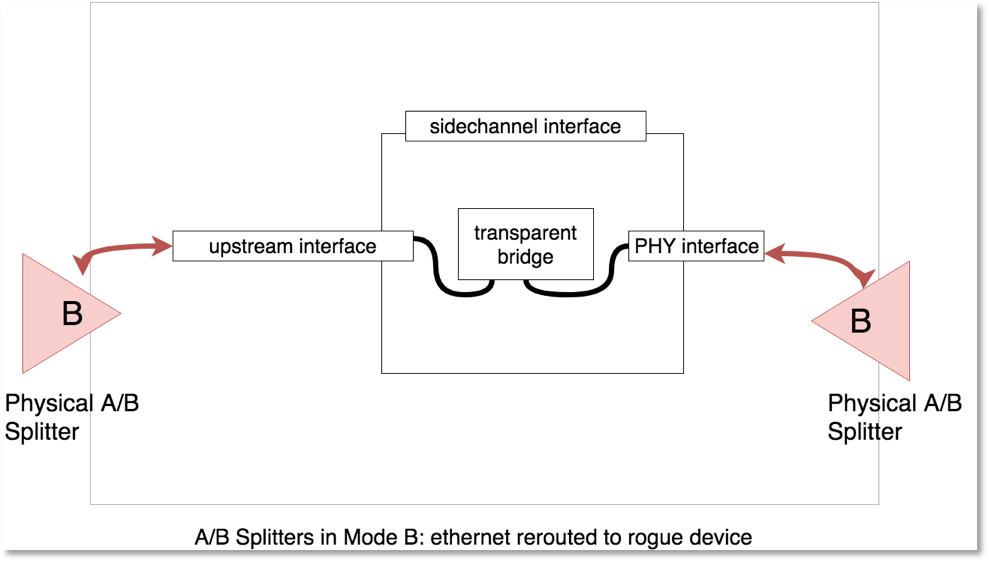 sidechannel interface
transparent
bridge
upstream interface
PHY interface
B
B
Physical A/B
Splitter
Physical A/B
Splitter
A/B Splitters in Mode B: ethernet rerouted to rogue device